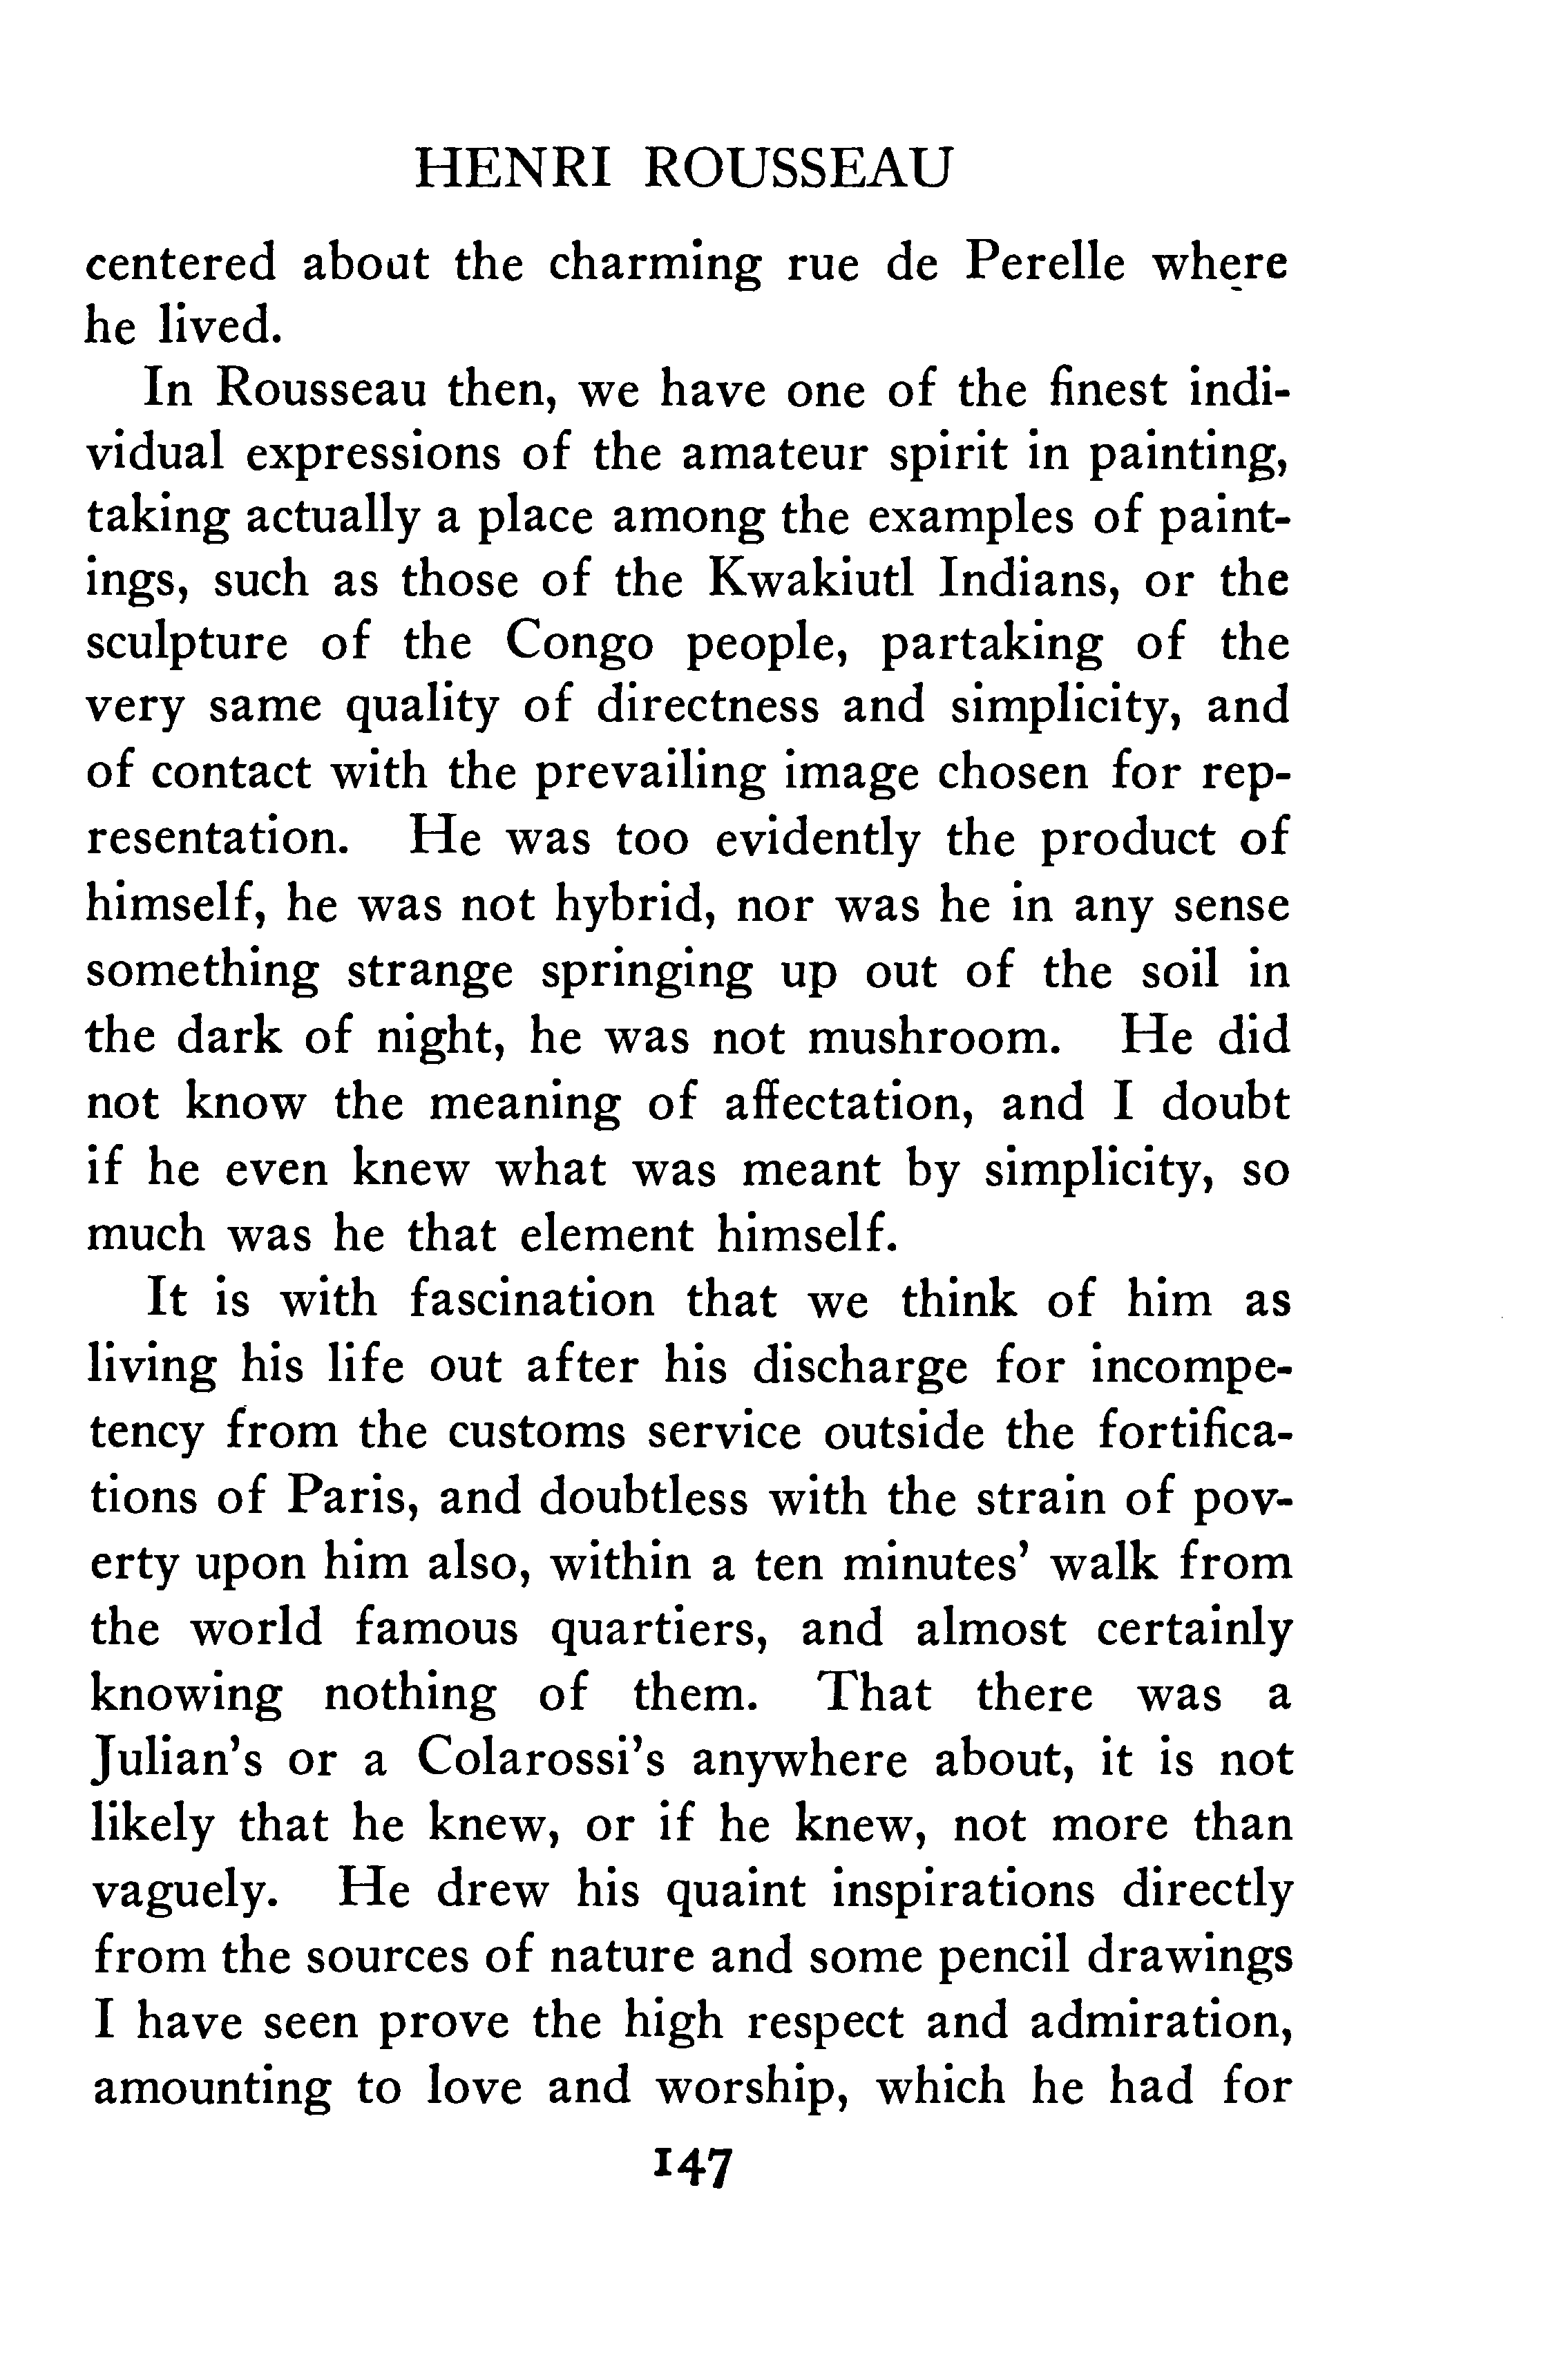 HENRI ROUSSEAU
centered about the charming rue de Perelle where
he lived.
In Rousseau then, we have one of the finest indi-
vidual expressions of the amateur spirit in painting,
taking actually a place among the examples of paint-
ings, such as those of the Kwakiutl Indians, or the
sculpture of the Congo people, partaking of the
very same quality of directness and simplicity, and
of contact with the prevailing image chosen for rep-
resentation. He was too evidently the product of
himself, he was not hybrid, nor was he in any sense
something strange springing up out of the soil in
the dark of night, he was not mushroom. He did
not know the meaning of affectation, and I doubt
if he even knew what was meant by simplicity, so
much was he that element himself.
It is with fascination that we think of him as
living his life out after his discharge for incompe-
tency from the customs service outside the fortifica-
tions of Paris, and doubtless with the strain of pov-
erty upon him also, within a ten minutes' walk from
the world famous quartiers, and almost certainly
knowing nothing of them. That there was a
Julian's or a Colarossi's anywhere about, it is not
likely that he knew, or if he knew, not more than
vaguely. He drew his quaint inspirations directly
from the sources of nature and some pencil drawings
I have seen prove the high respect and admiration,
amounting to love and worship, which he had for
147